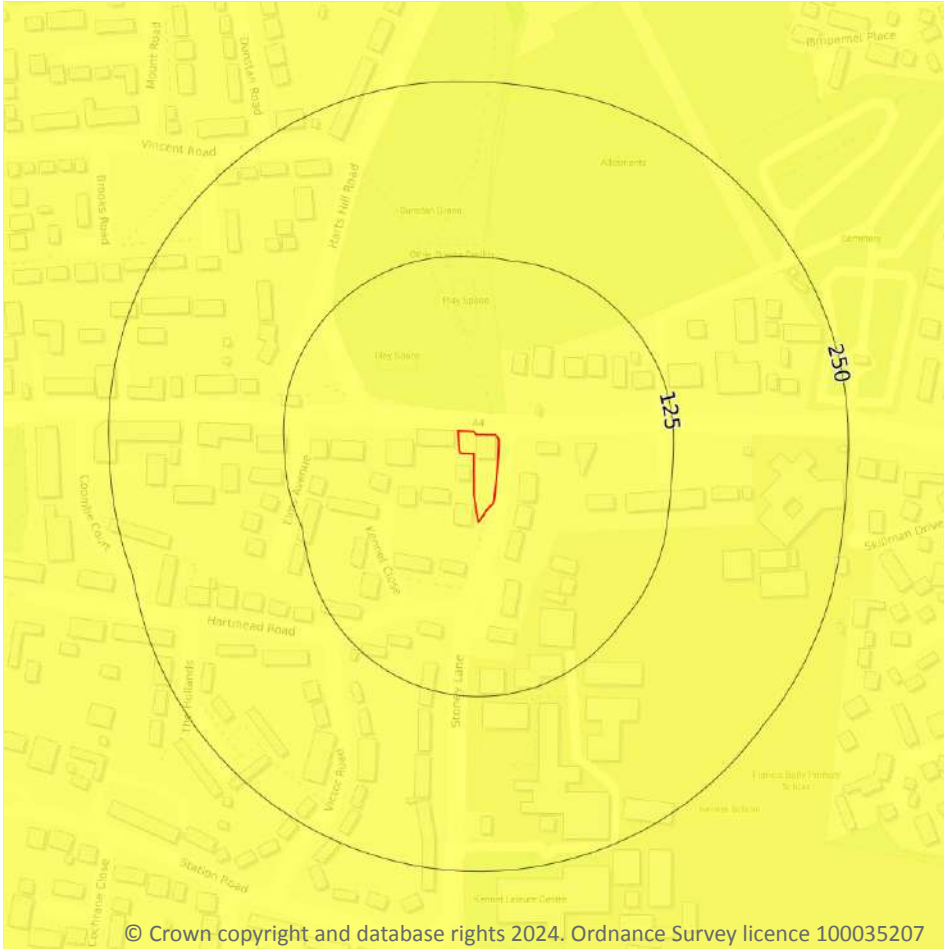 Pimpernel Place
Mount Road
Dunstan Road
Vincent Road
Allotments
Brooks Road
Harts Hill Road
Dunstan Green
Cemetery
Play Space
Play Space
250
125
A4
Coombe Court
Kennet Close
Skillman Drive
Hartmead Road
The Hollands
Stoney Lane
Victor Road
Francis Baily Primary
School
Kennet School
Station Road
Cochrane Close
Kennet Leisure Centre
© Crown copyright and database rights 2024. Ordnance Survey licence 100035207